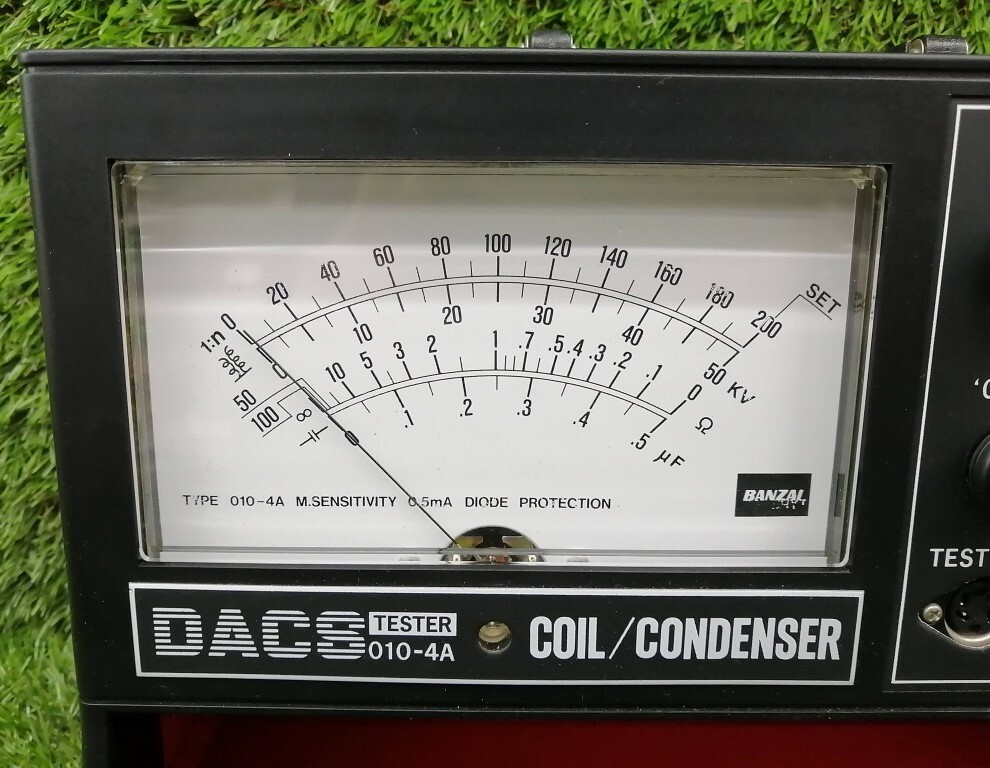 0 20 40 60 80 100 120 140 160 180 200 SET
1:n
10 20 30 40 50 KV
50
100
∞ 10 5 3 2 1 .7 .5 .4 .3 .2 .1 0 Ω
.1 .2 .3 .4 .5 μF
TYPE 010-4A M.SENSITIVITY 0.5mA DIODE PROTECTION
BANZAI
TEST
DACS TESTER 010-4A COIL/CONDENSER